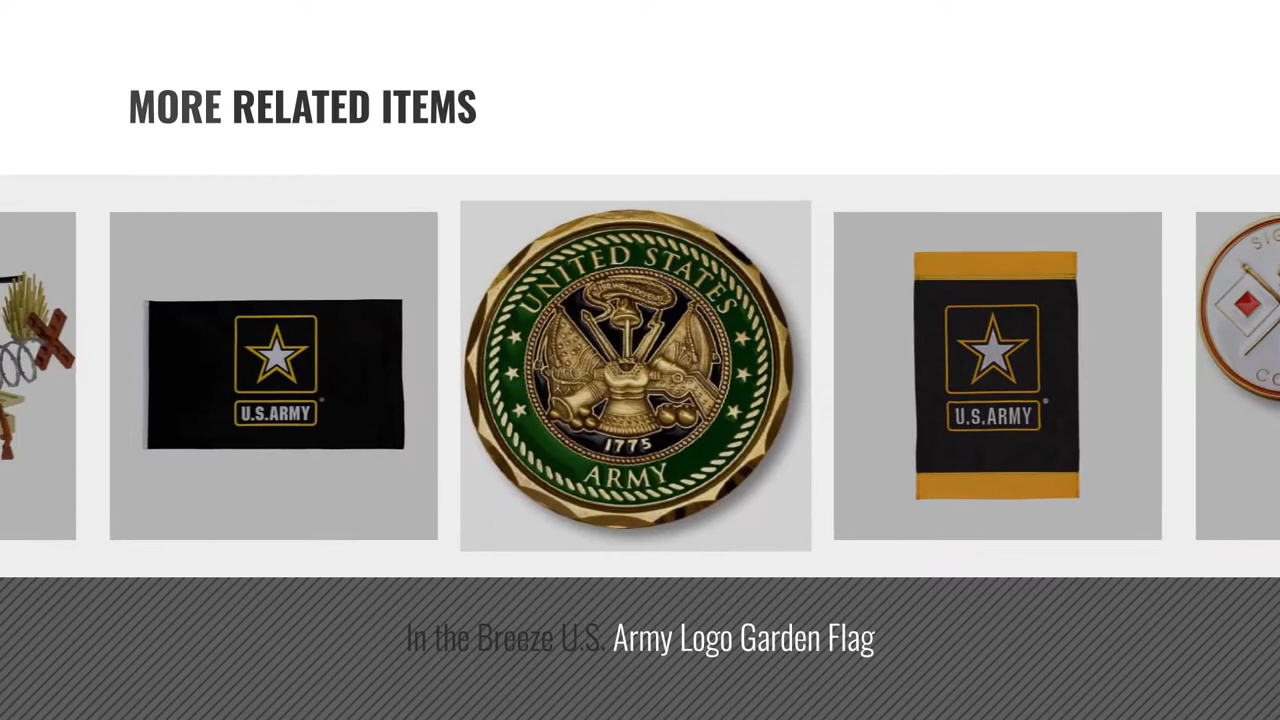 MORE RELATED ITEMS
U.S.ARMY
UNITED STATES
1775
ARMY
U.S.ARMY
In the Breeze U.S. Army Logo Garden Flag